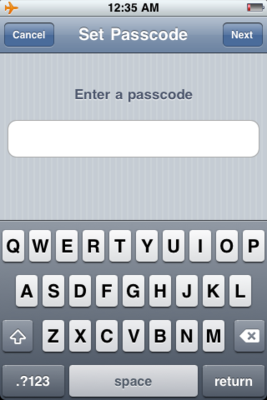 12:35 AM
Cancel Set Passcode Next
Enter a passcode
Q W E R T Y U I O P
A S D F G H J K L
Z X C V B N M
.?123 space return